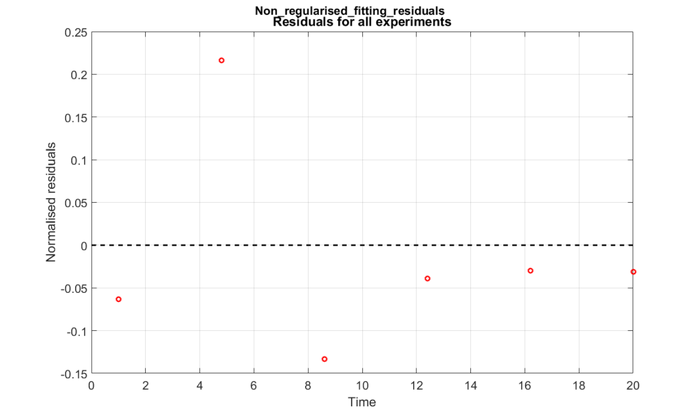 Non_regularised_fitting_residuals
Residuals for all experiments
0.25
0.2
0.15
0.1
0.05
0
-0.05
-0.1
-0.15
Normalised residuals
0 2 4 6 8 10 12 14 16 18 20
Time